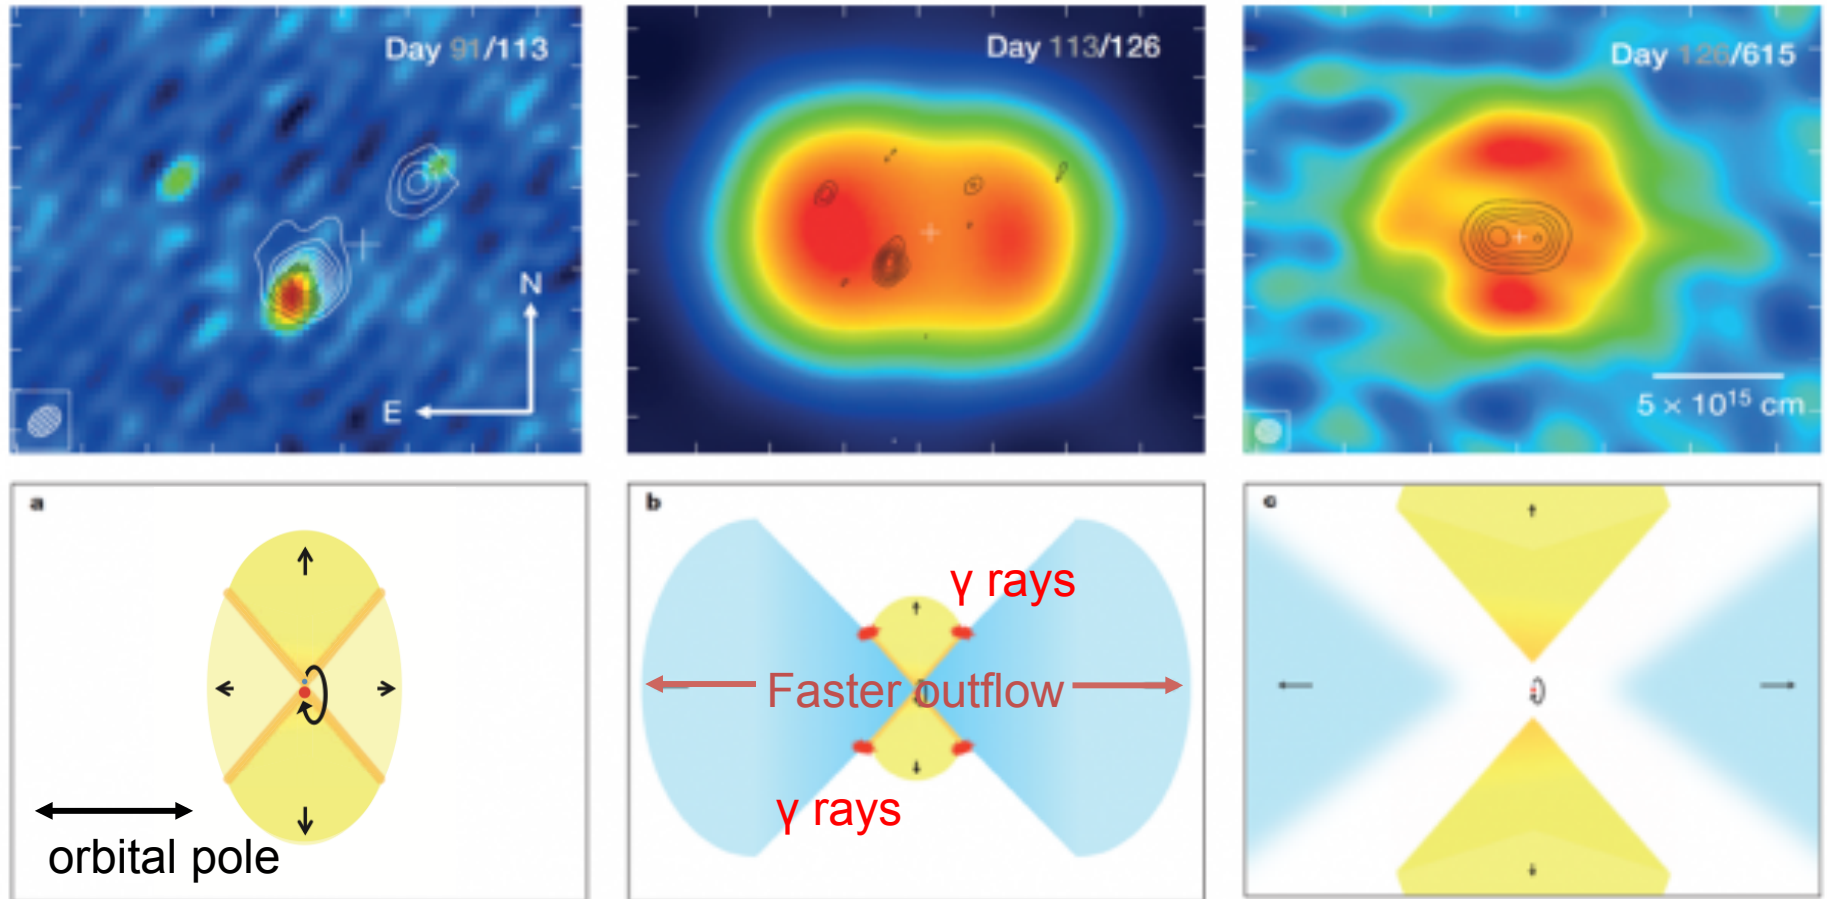 Day 91/113
N
E
Day 113/126
Day 126/615
5 × 10¹⁵ cm
a
orbital pole
b
γ rays
Faster outflow
γ rays
c